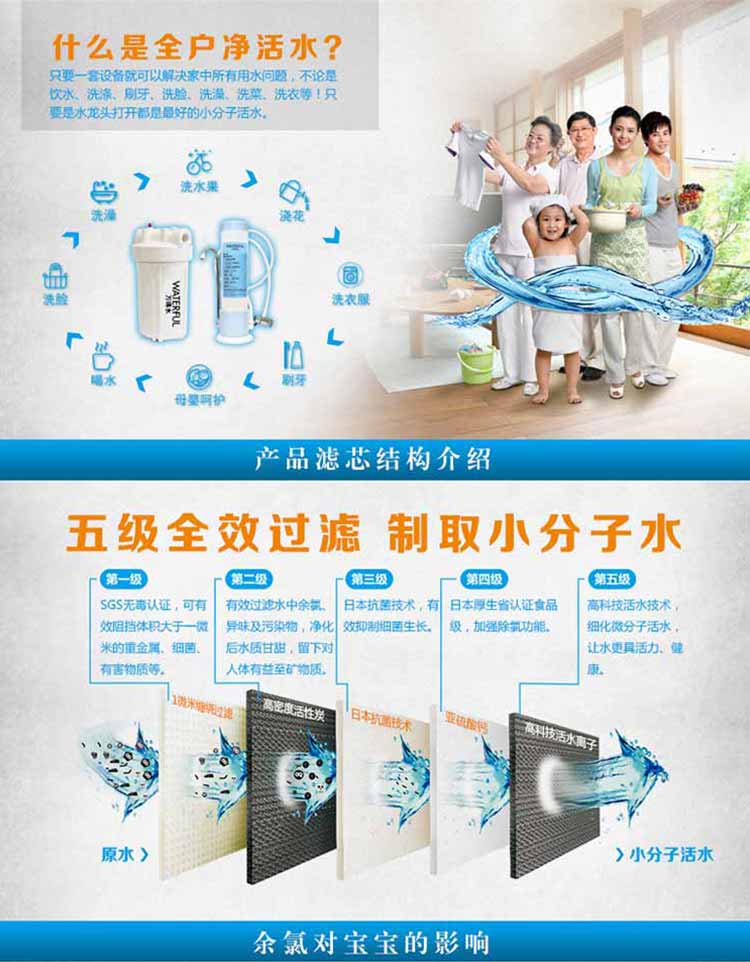 什么是全户净活水?
只要一套设备就可以解决家中所有用水问题，不论是
饮水、洗涤、刷牙、洗脸、洗澡、洗菜、洗衣等！只
要是水龙头打开都是最好的小分子活水。
洗水果
洗澡
浇花
洗脸
洗衣服
喝水
刷牙
母婴呵护
WATERFUL
万福水
WATERFUL
产品滤芯结构介绍
五级全效过滤 制取小分子水
第一级
SGS无毒认证，可有
效阻挡体积大于一微
米的重金属、细菌、
有害物质等。
第二级
有效过滤水中余氯、
异味及污染物，净化
后水质甘甜，留下对
人体有益至矿物质。
第三级
日本抗菌技术，有
效抑制细菌生长。
第四级
日本厚生省认证食品
级，加强除氯功能。
第五级
高科技活水技术，
细化微分子活水，
让水更具活力、健
康。
1微米缠绕过滤
高密度活性炭
日本抗菌技术
亚硫酸钙
高科技活水离子
原水
小分子活水
余氯对宝宝的影响